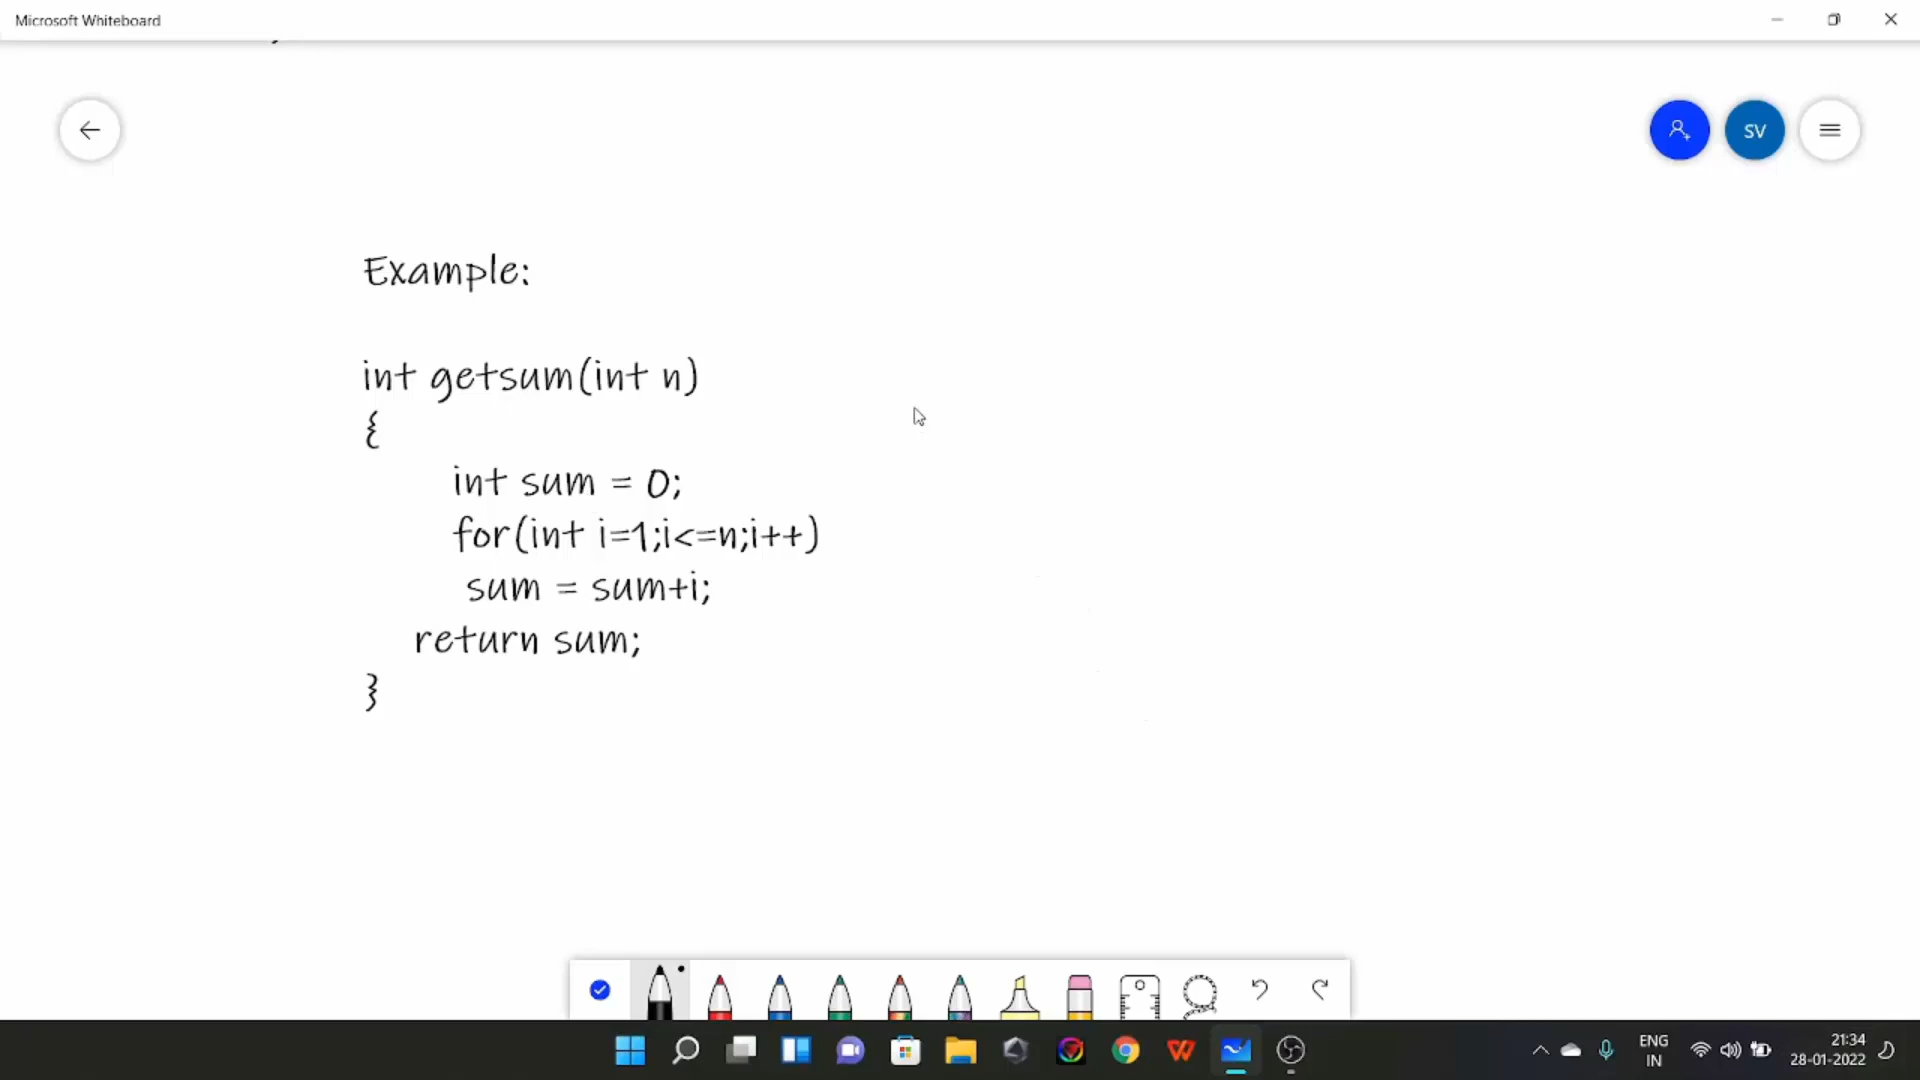 Microsoft Whiteboard
SV
Example:
int getsum(int n)
{
int sum = 0;
for(int i=1;i<=n;i++)
sum = sum+i;
return sum;
}
ENG
IN
21:34
28-01-2022